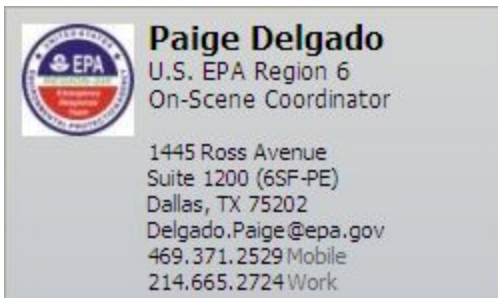 EPA
Paige Delgado
U.S. EPA Region 6
On-Scene Coordinator
1445 Ross Avenue
Suite 1200 (6SF-PE)
Dallas, TX 75202
Delgado.Paige@epa.gov
469.371.2529 Mobile
214.665.2724 Work